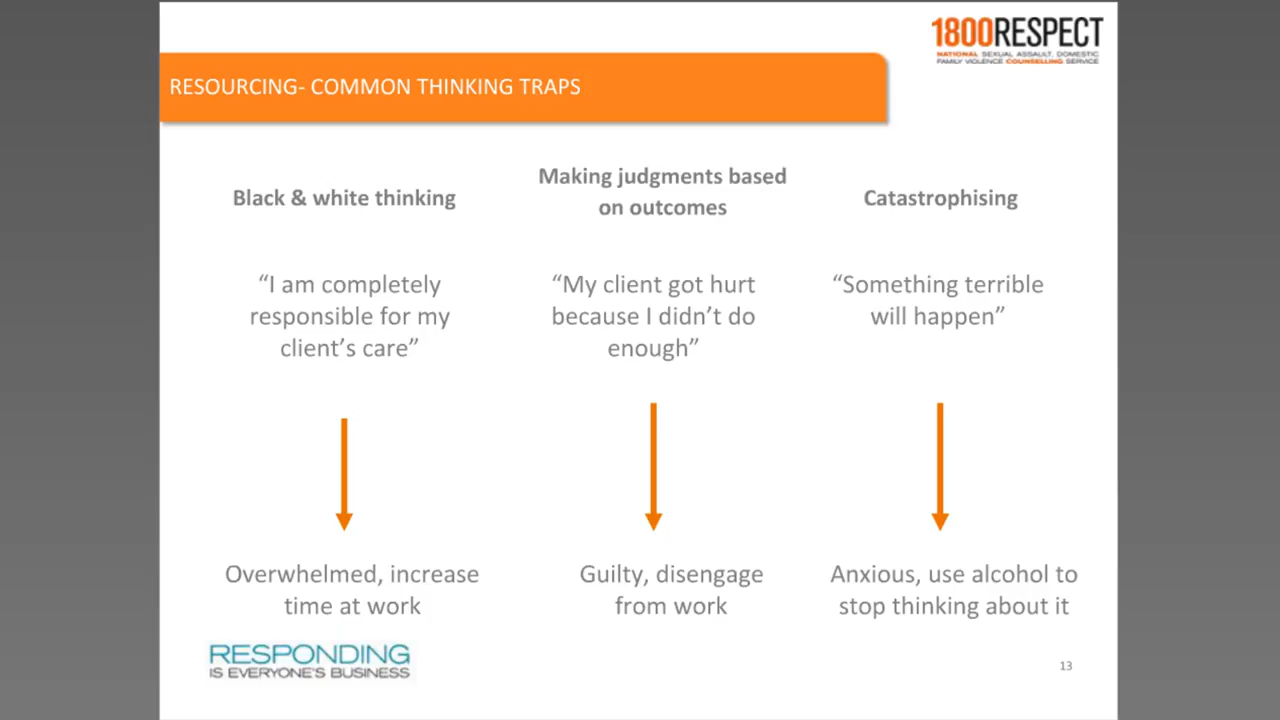 1800RESPECT
NATIONAL SEXUAL ASSAULT, DOMESTIC
FAMILY VIOLENCE COUNSELLING SERVICE
RESOURCING- COMMON THINKING TRAPS
Black & white thinking
“I am completely
responsible for my
client’s care”
Overwhelmed, increase
time at work
Making judgments based
on outcomes
“My client got hurt
because I didn’t do
enough”
Guilty, disengage
from work
Catastrophising
“Something terrible
will happen”
Anxious, use alcohol to
stop thinking about it
RESPONDING
IS EVERYONE’S BUSINESS
13